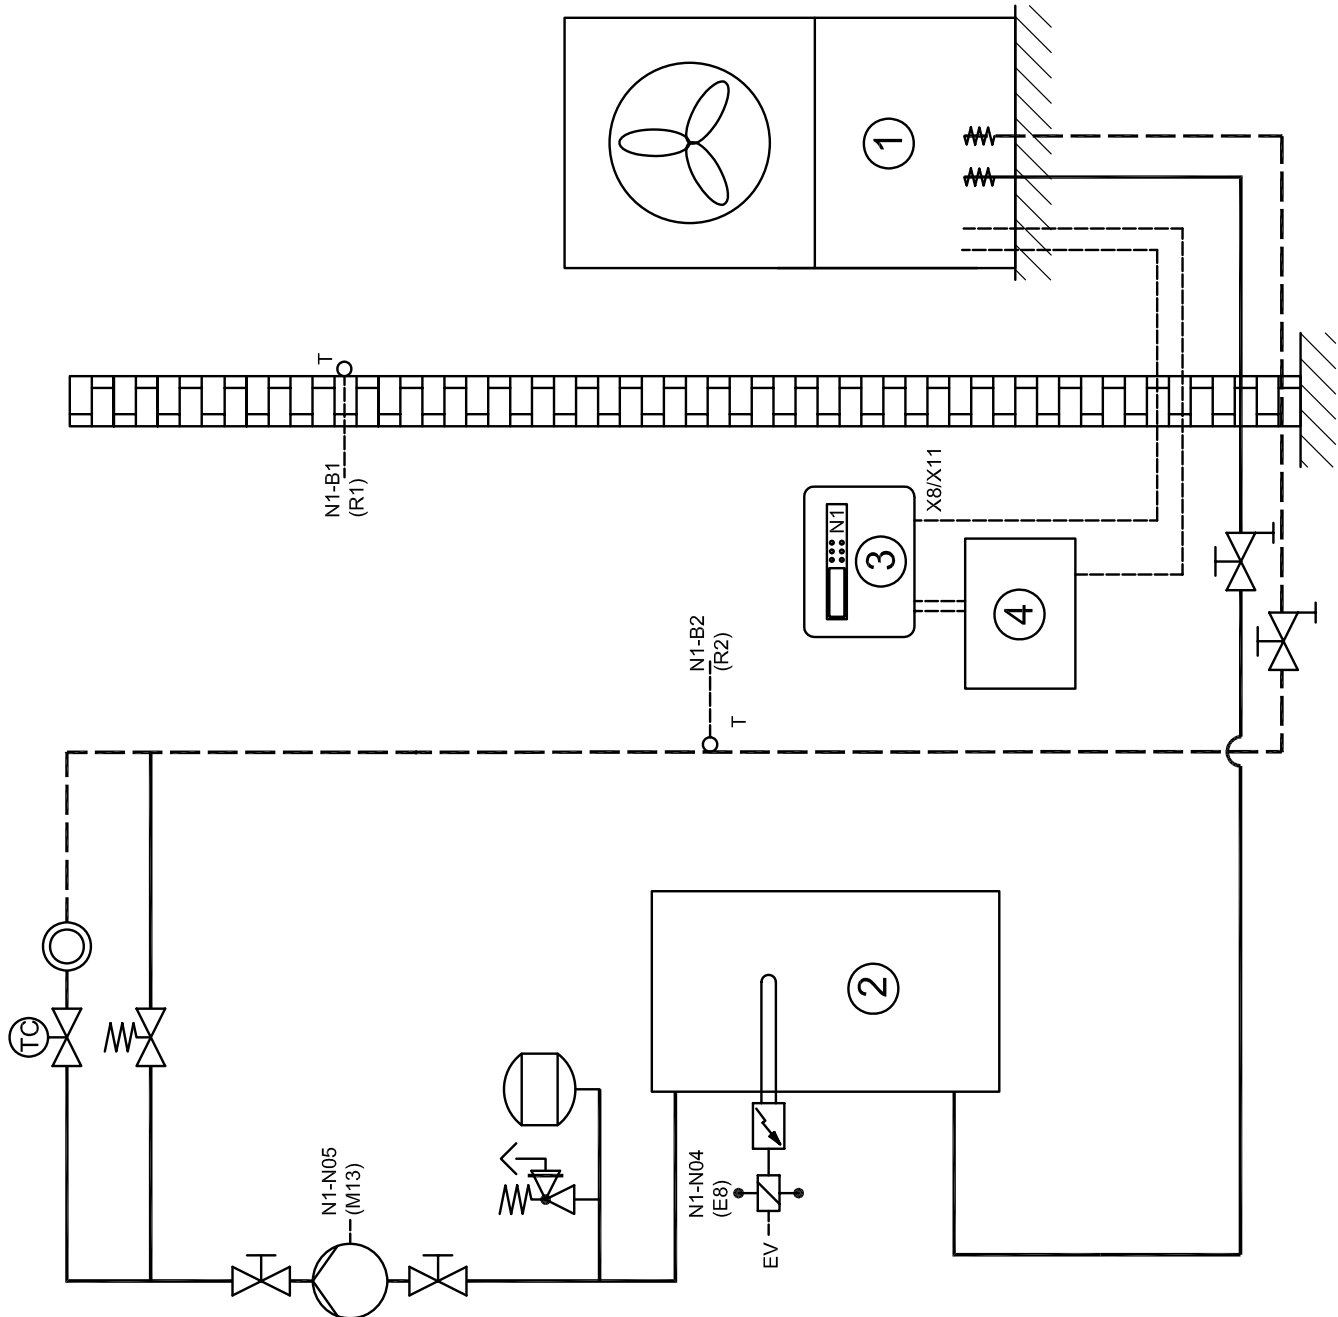 1
T
N1-B1
(R1)
X8/X11
N1
3
4
N1-B2
(R2)
T
TC
2
N1-N05
(M13)
N1-N04
(E8)
EV